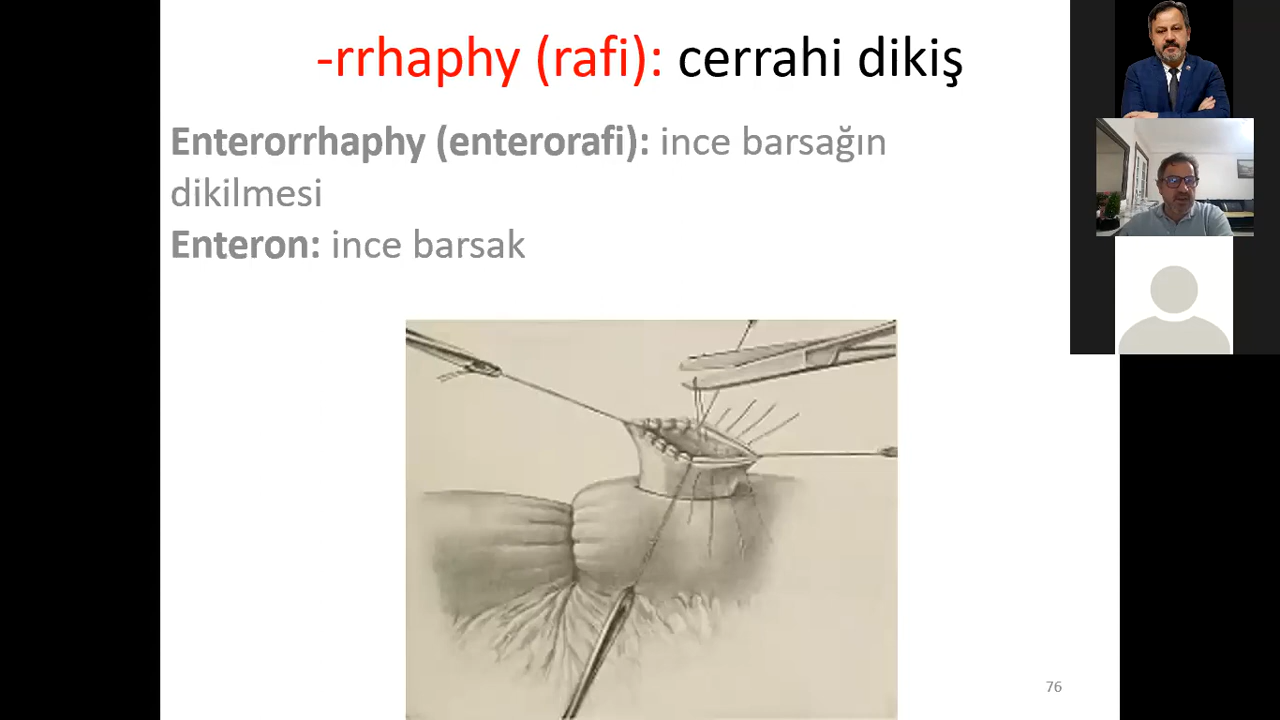 -rrhaphy (rafi): cerrahi dikiş
Enterorrhaphy (enterorafi): ince barsağın
dikilmesi
Enteron: ince barsak
76